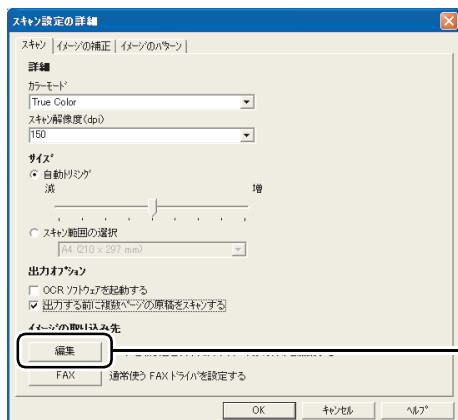 スキャン設定の詳細
スキャン イメージの補正 イメージのパターン
詳細
カラーモード
True Color
スキャン解像度(dpi)
150
サイズ
自動トリミング
減 増
スキャン範囲の選択
A4 (210 x 297 mm)
出力オプション
OCR ソフトウェアを起動する
出力する前に複数ページの原稿をスキャンする
イメージの取り込み先
編集
FAX 通常使う FAX ドライバを設定する
OK キャンセル ヘルプ